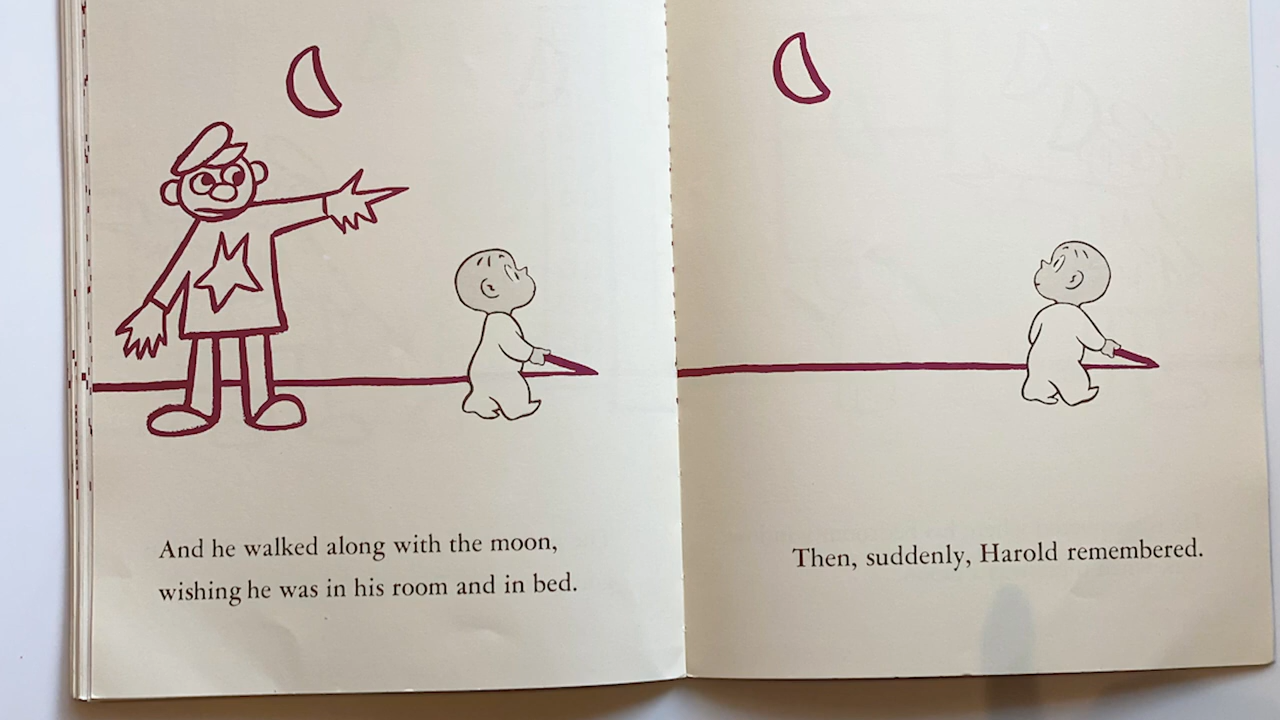 And he walked along with the moon,
wishing he was in his room and in bed.
Then, suddenly, Harold remembered.